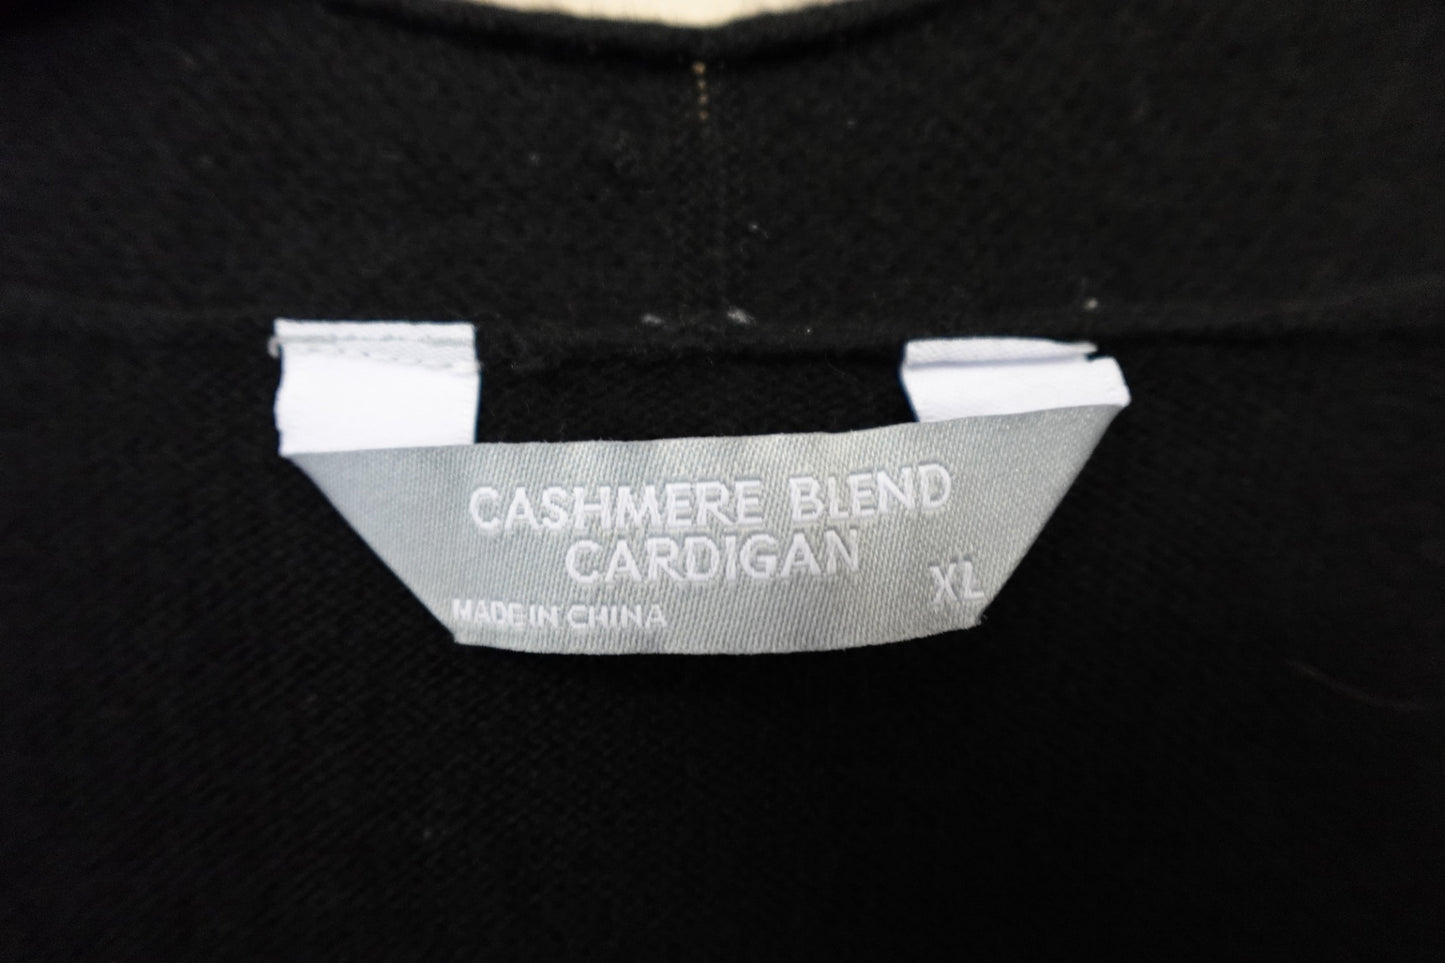 CASHMERE BLEND
CARDIGAN
XL
MADE IN CHINA